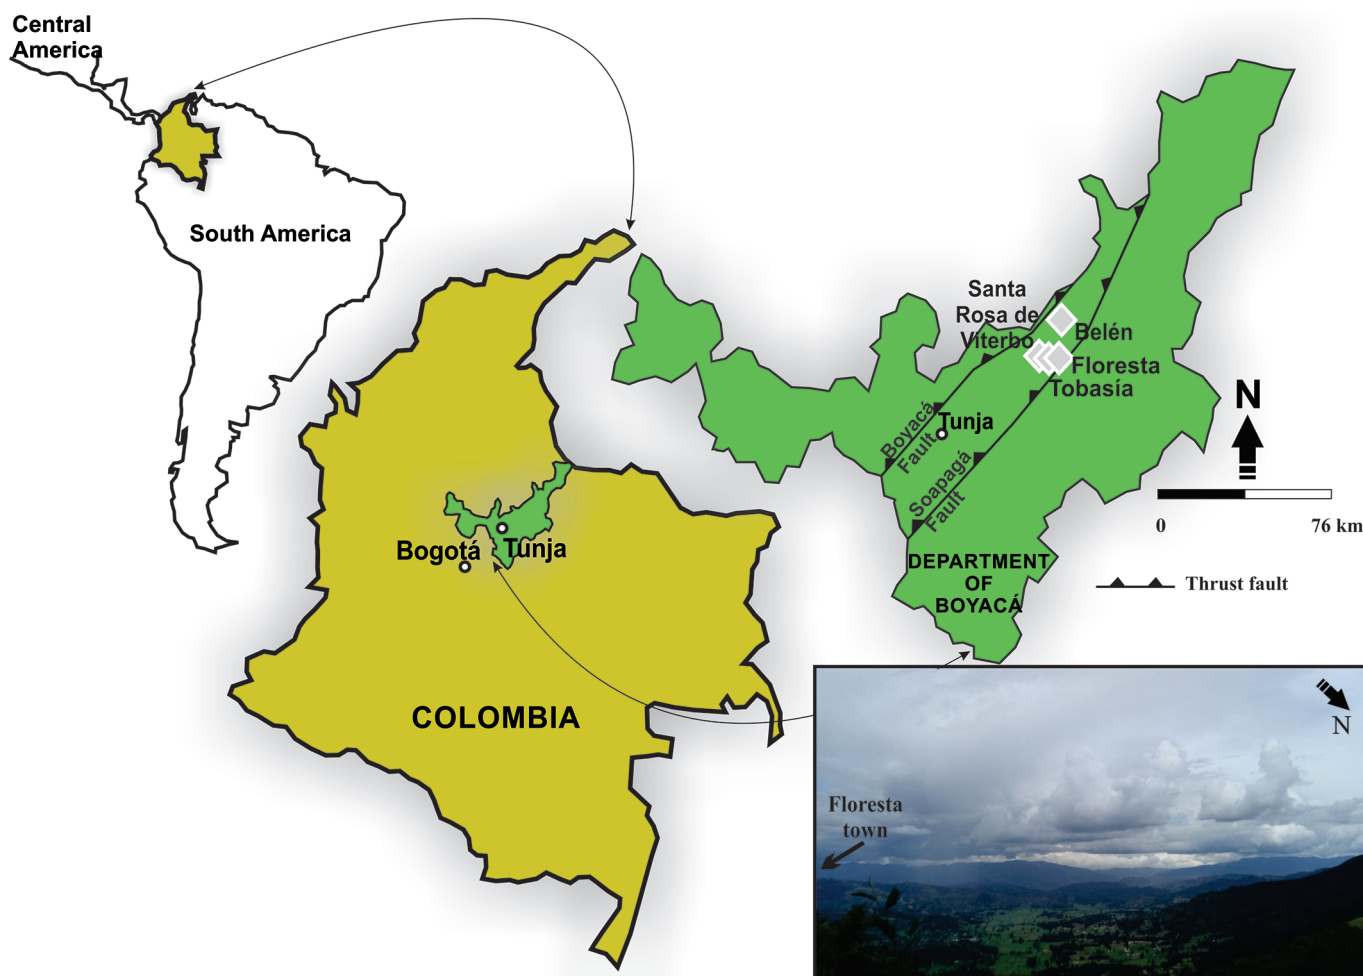 Central
America
South America
COLOMBIA
Bogotá
Tunja
Santa
Rosa de
Viterbo
Belén
Floresta
Tobasía
Tunja
Boyacá
Fault
Soapagá
Fault
DEPARTMENT
OF
BOYACÁ
N
0 76 km
Thrust fault
N
Floresta
town